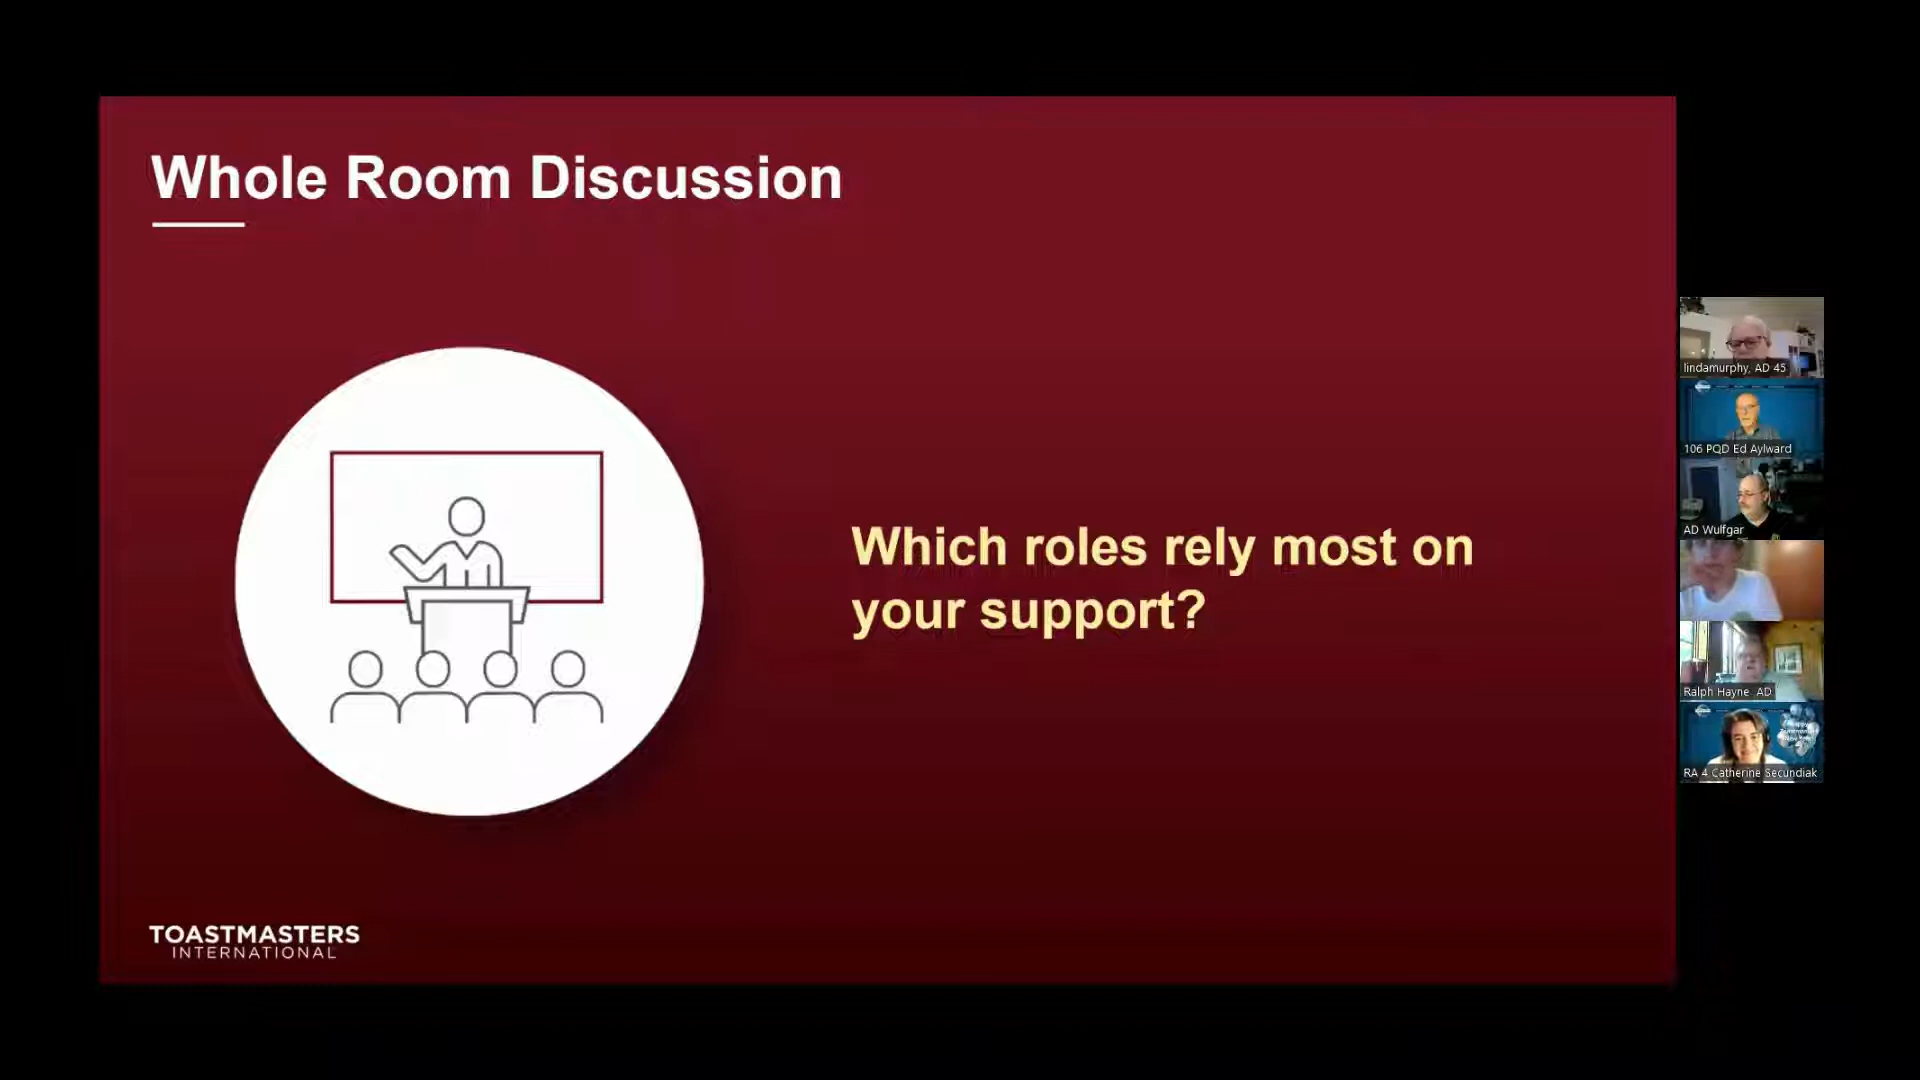 Whole Room Discussion
Which roles rely most on
your support?
TOASTMASTERS
INTERNATIONAL
lindamurphy, AD 45
106 PQD Ed Aylward
AD Wulfgar
Ralph Hayne AD
RA 4 Catherine Secundiak